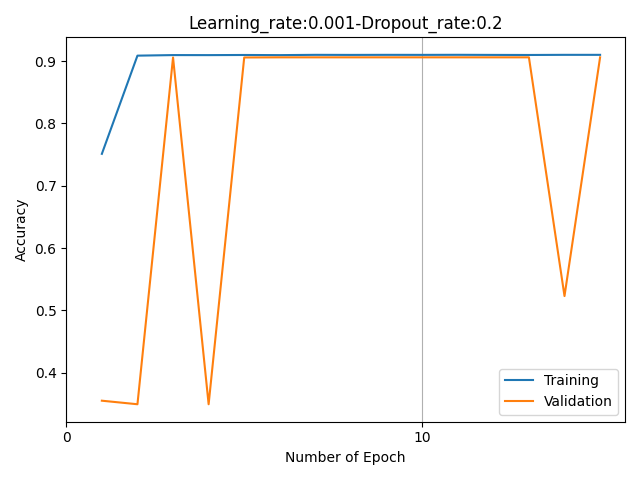 Learning_rate:0.001-Dropout_rate:0.2
0.9
0.8
0.7
0.6
0.5
0.4
Accuracy
0
10
Number of Epoch
Training
Validation